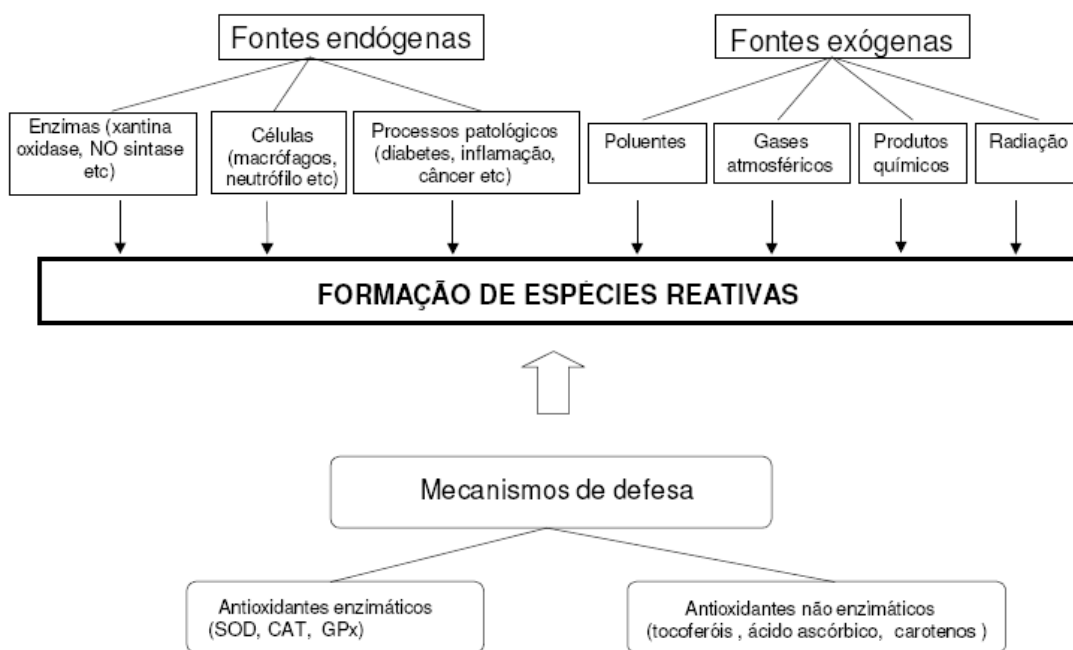 Fontes endógenas
Fontes exógenas
Enzimas (xantina
oxidase, NO sintase
etc)
Células
(macrófagos,
neutrófilo etc)
Processos patológicos
(diabetes, inflamação,
câncer etc)
Poluentes
Gases
atmosféricos
Produtos
químicos
Radiação
FORMAÇÃO DE ESPÉCIES REATIVAS
Mecanismos de defesa
Antioxidantes enzimáticos
(SOD, CAT, GPx)
Antioxidantes não enzimáticos
(tocoferóis , ácido ascórbico, carotenos )